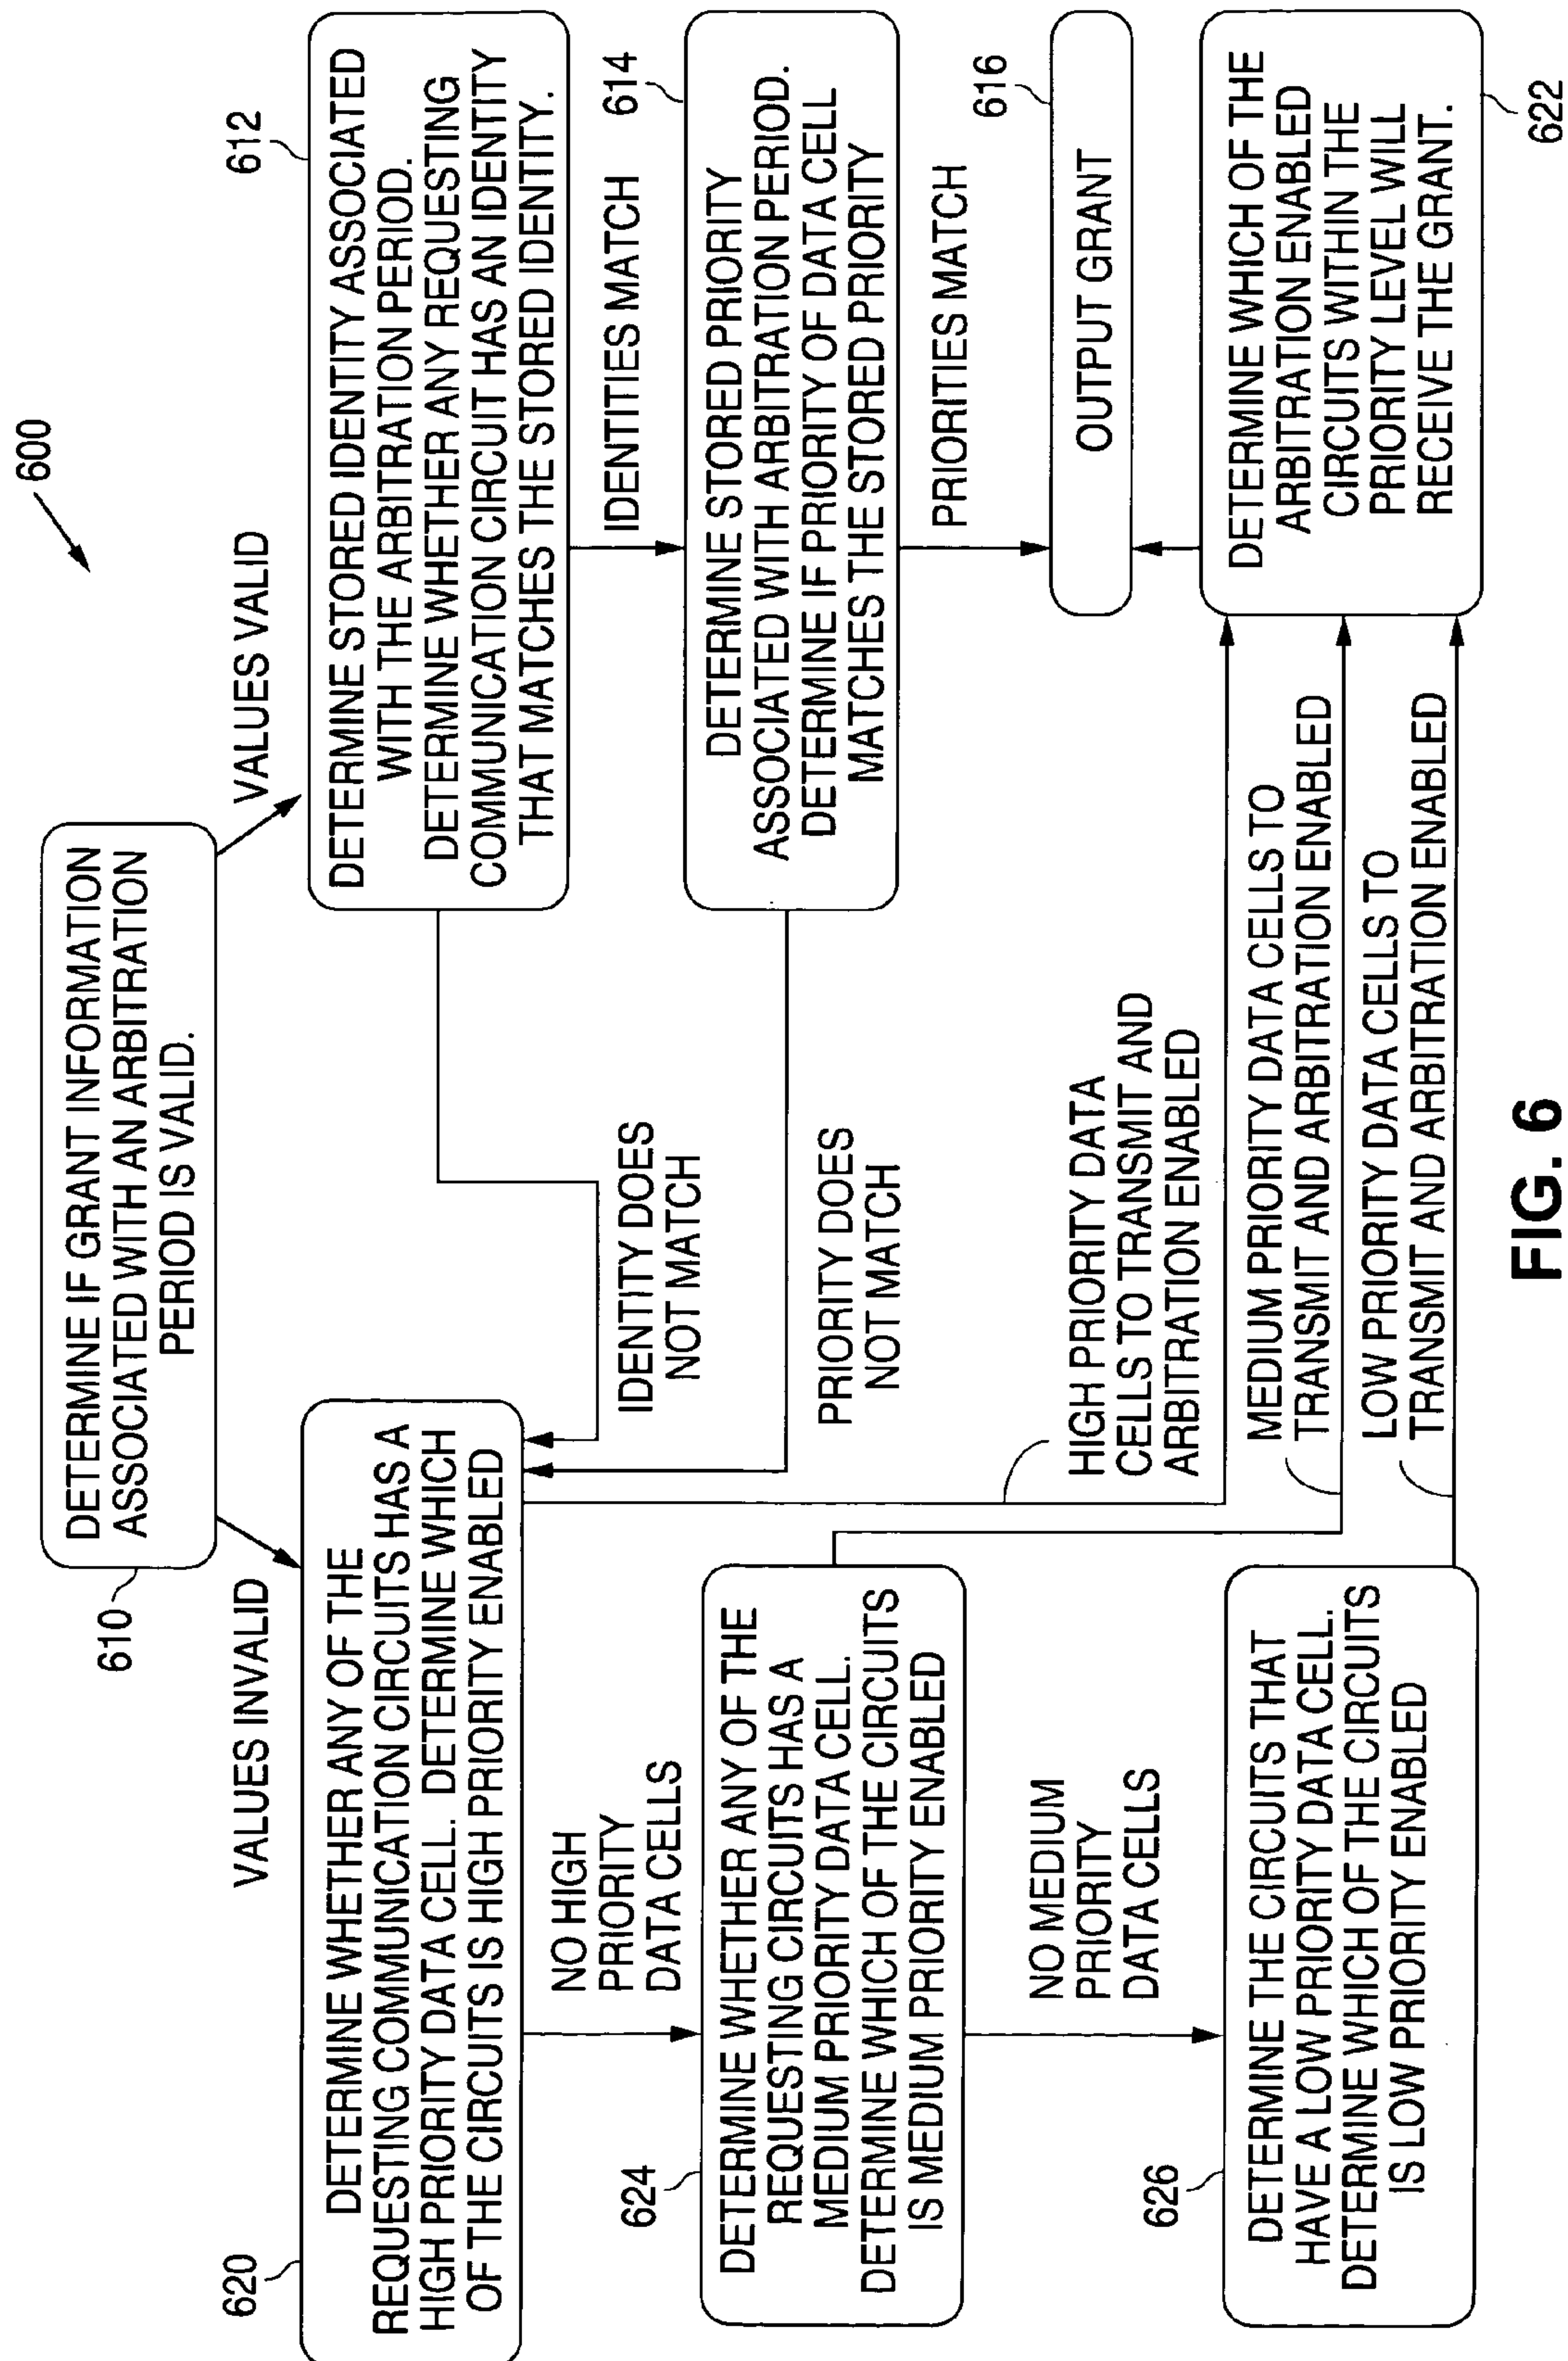 600
DETERMINE IF GRANT INFORMATION
ASSOCIATED WITH AN ARBITRATION
PERIOD IS VALID.
610
VALUES INVALID
VALUES VALID
620
DETERMINE WHETHER ANY OF THE
REQUESTING COMMUNICATION CIRCUITS HAS A
HIGH PRIORITY DATA CELL. DETERMINE WHICH
OF THE CIRCUITS IS HIGH PRIORITY ENABLED
612
DETERMINE STORED IDENTITY ASSOCIATED
WITH THE ARBITRATION PERIOD.
DETERMINE WHETHER ANY REQUESTING
COMMUNICATION CIRCUIT HAS AN IDENTITY
THAT MATCHES THE STORED IDENTITY.
NO HIGH
PRIORITY
DATA CELLS
IDENTITY DOES
NOT MATCH
IDENTITIES MATCH
614
DETERMINE STORED PRIORITY
ASSOCIATED WITH ARBITRATION PERIOD.
DETERMINE IF PRIORITY OF DATA CELL
MATCHES THE STORED PRIORITY
624
DETERMINE WHETHER ANY OF THE
REQUESTING CIRCUITS HAS A
MEDIUM PRIORITY DATA CELL.
DETERMINE WHICH OF THE CIRCUITS
IS MEDIUM PRIORITY ENABLED
PRIORITY DOES
NOT MATCH
PRIORITIES MATCH
616
OUTPUT GRANT
NO MEDIUM
PRIORITY
DATA CELLS
HIGH PRIORITY DATA
CELLS TO TRANSMIT AND
ARBITRATION ENABLED
626
DETERMINE THE CIRCUITS THAT
HAVE A LOW PRIORITY DATA CELL.
DETERMINE WHICH OF THE CIRCUITS
IS LOW PRIORITY ENABLED
MEDIUM PRIORITY DATA CELLS TO
TRANSMIT AND ARBITRATION ENABLED
LOW PRIORITY DATA CELLS TO
TRANSMIT AND ARBITRATION ENABLED
DETERMINE WHICH OF THE
ARBITRATION ENABLED
CIRCUITS WITHIN THE
PRIORITY LEVEL WILL
RECEIVE THE GRANT.
622
FIG. 6